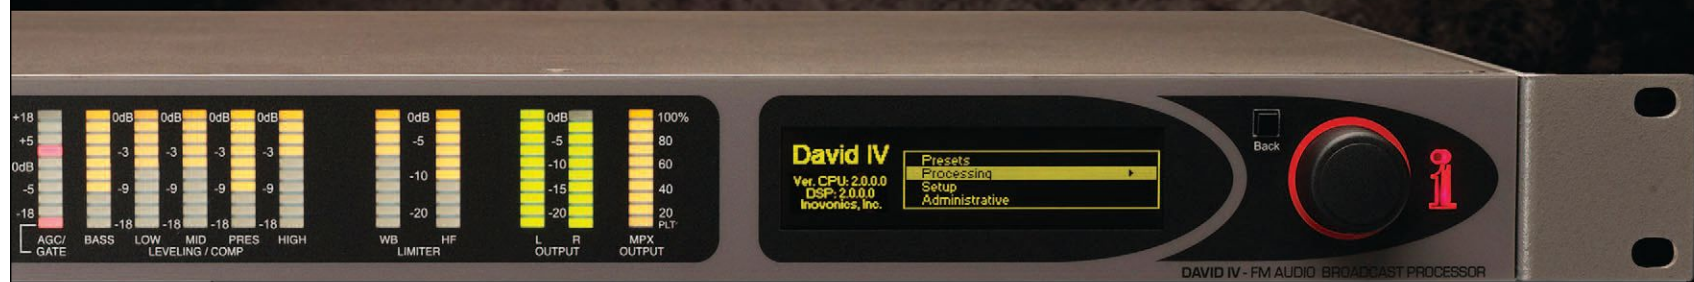 +18
+5
0dB
-5
-18
AGC/
GATE
BASS
0dB
-3
-9
-18
LOW
0dB
-3
-9
-18
MID
0dB
-3
-9
-18
PRES
0dB
-3
-9
-18
HIGH
LEVELING / COMP
0dB
-5
-10
-20
WB
HF
LIMITER
0dB
-5
-10
-15
-20
L
R
OUTPUT
100%
80
60
40
20
PLT
MPX
OUTPUT
David IV
Ver. CPU: 2.0.0.0
DSP: 2.0.0.0
Inovonics, Inc.
Presets
Processing
Setup
Administrative
Back
i
DAVID IV - FM AUDIO BROADCAST PROCESSOR